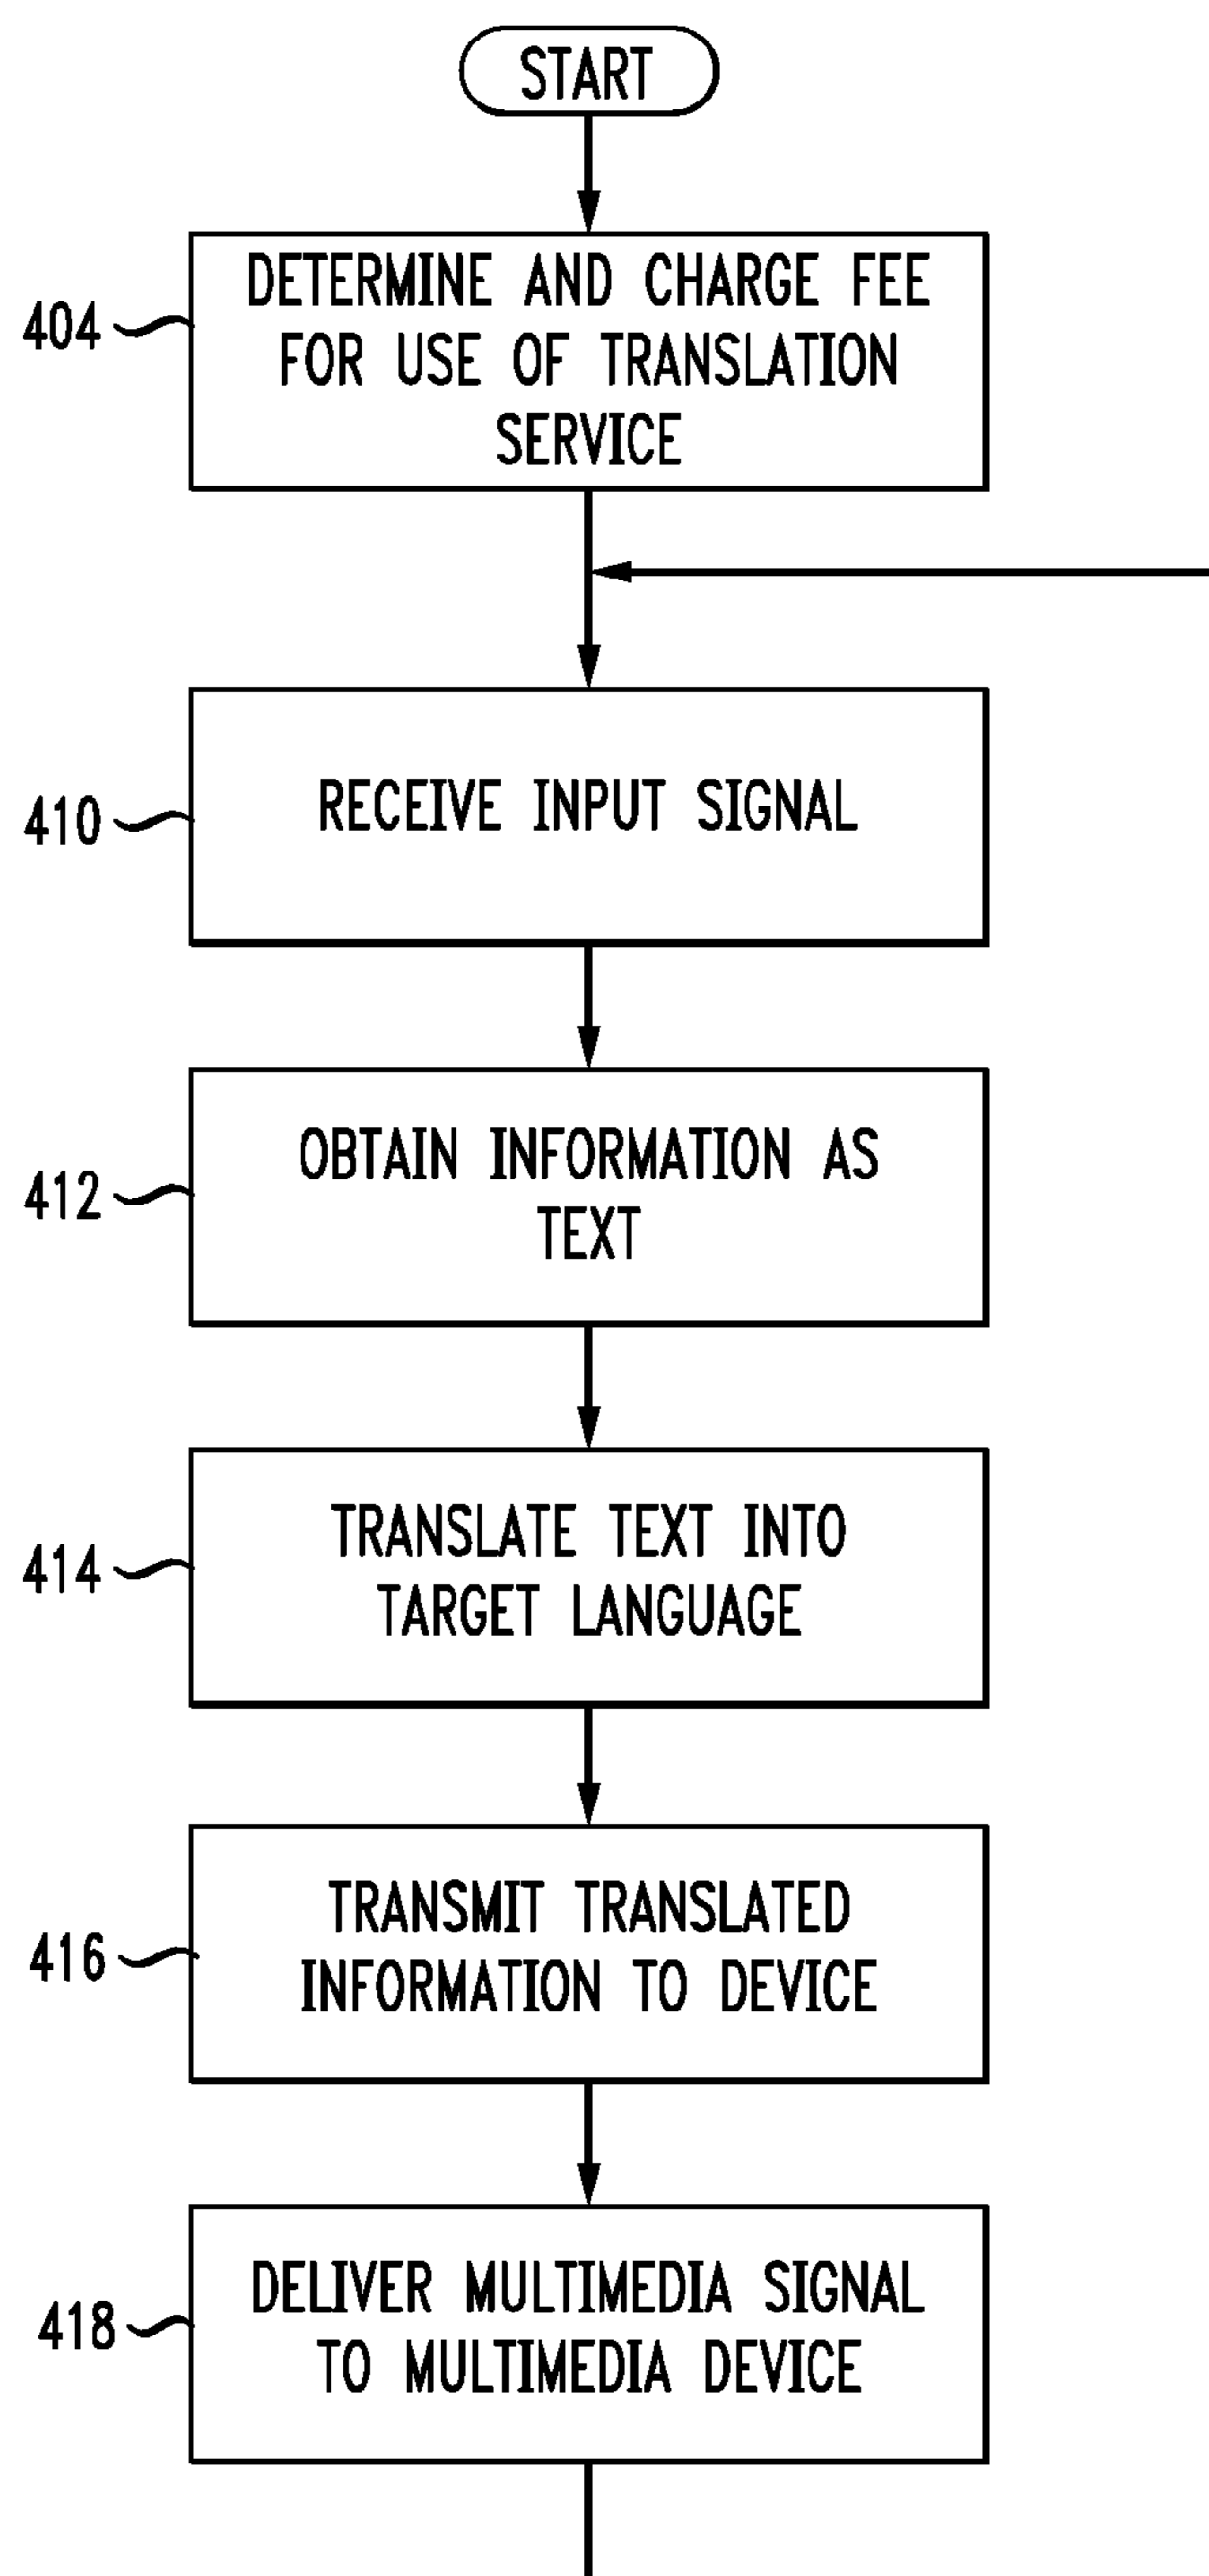 START
404
DETERMINE AND CHARGE FEE
FOR USE OF TRANSLATION
SERVICE
410
RECEIVE INPUT SIGNAL
412
OBTAIN INFORMATION AS
TEXT
414
TRANSLATE TEXT INTO
TARGET LANGUAGE
416
TRANSMIT TRANSLATED
INFORMATION TO DEVICE
418
DELIVER MULTIMEDIA SIGNAL
TO MULTIMEDIA DEVICE